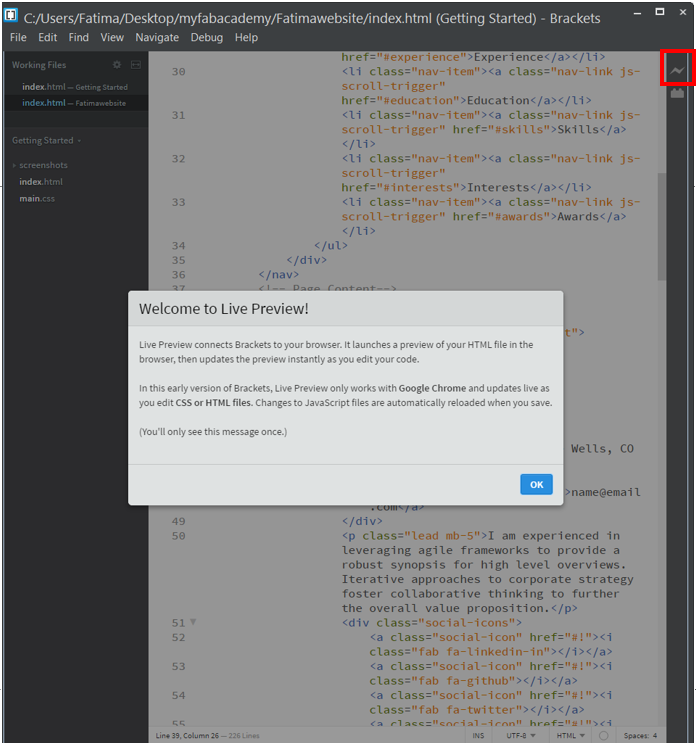 C:/Users/Fatima/Desktop/myfabacademy/Fatimawebsite/index.html (Getting Started) - Brackets
File Edit Find View Navigate Debug Help
Working Files
index.html — Getting Started
index.html — Fatimawebsite
Getting Started
screenshots
index.html
main.css
href="#experience">Experience</a></li>
30 <li class="nav-item"><a class="nav-link js-
scroll-trigger"
href="#education">Education</a></li>
31 <li class="nav-item"><a class="nav-link js-
scroll-trigger" href="#skills">Skills</a>
</li>
32 <li class="nav-item"><a class="nav-link js-
scroll-trigger"
href="#interests">Interests</a></li>
33 <li class="nav-item"><a class="nav-link js-
scroll-trigger" href="#awards">Awards</a>
</li>
34 </ul>
35 </div>
36 </nav>
37 <!-- Page Content-->
t">
Welcome to Live Preview!
Live Preview connects Brackets to your browser. It launches a preview of your HTML file in the
browser, then updates the preview instantly as you edit your code.
In this early version of Brackets, Live Preview only works with Google Chrome and updates live as
you edit CSS or HTML files. Changes to JavaScript files are automatically reloaded when you save.
(You'll only see this message once.)
OK
Wells, CO
>name@email
.com</a>
49 </div>
50 <p class="lead mb-5">I am experienced in
leveraging agile frameworks to provide a
robust synopsis for high level overviews.
Iterative approaches to corporate strategy
foster collaborative thinking to further
the overall value proposition.</p>
51 <div class="social-icons">
52 <a class="social-icon" href="#!"><i
class="fab fa-linkedin-in"></i></a>
53 <a class="social-icon" href="#!"><i
class="fab fa-github"></i></a>
54 <a class="social-icon" href="#!"><i
class="fab fa-twitter"></i></a>
55 <a class="social-icon" href="#!"><i
Line 39, Column 26 — 226 Lines
INS UTF-8 HTML Spaces: 4